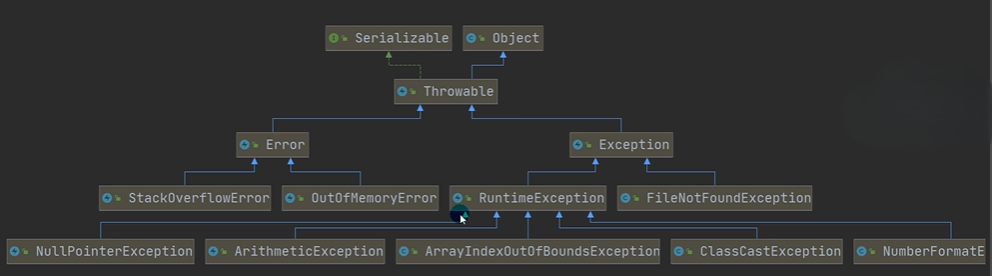 Serializable Object
Throwable
Error Exception
StackOverflowError OutOfMemoryError RuntimeException FileNotFoundException
NullPointerException ArithmeticException ArrayIndexOutOfBoundsException ClassCastException NumberFormatE